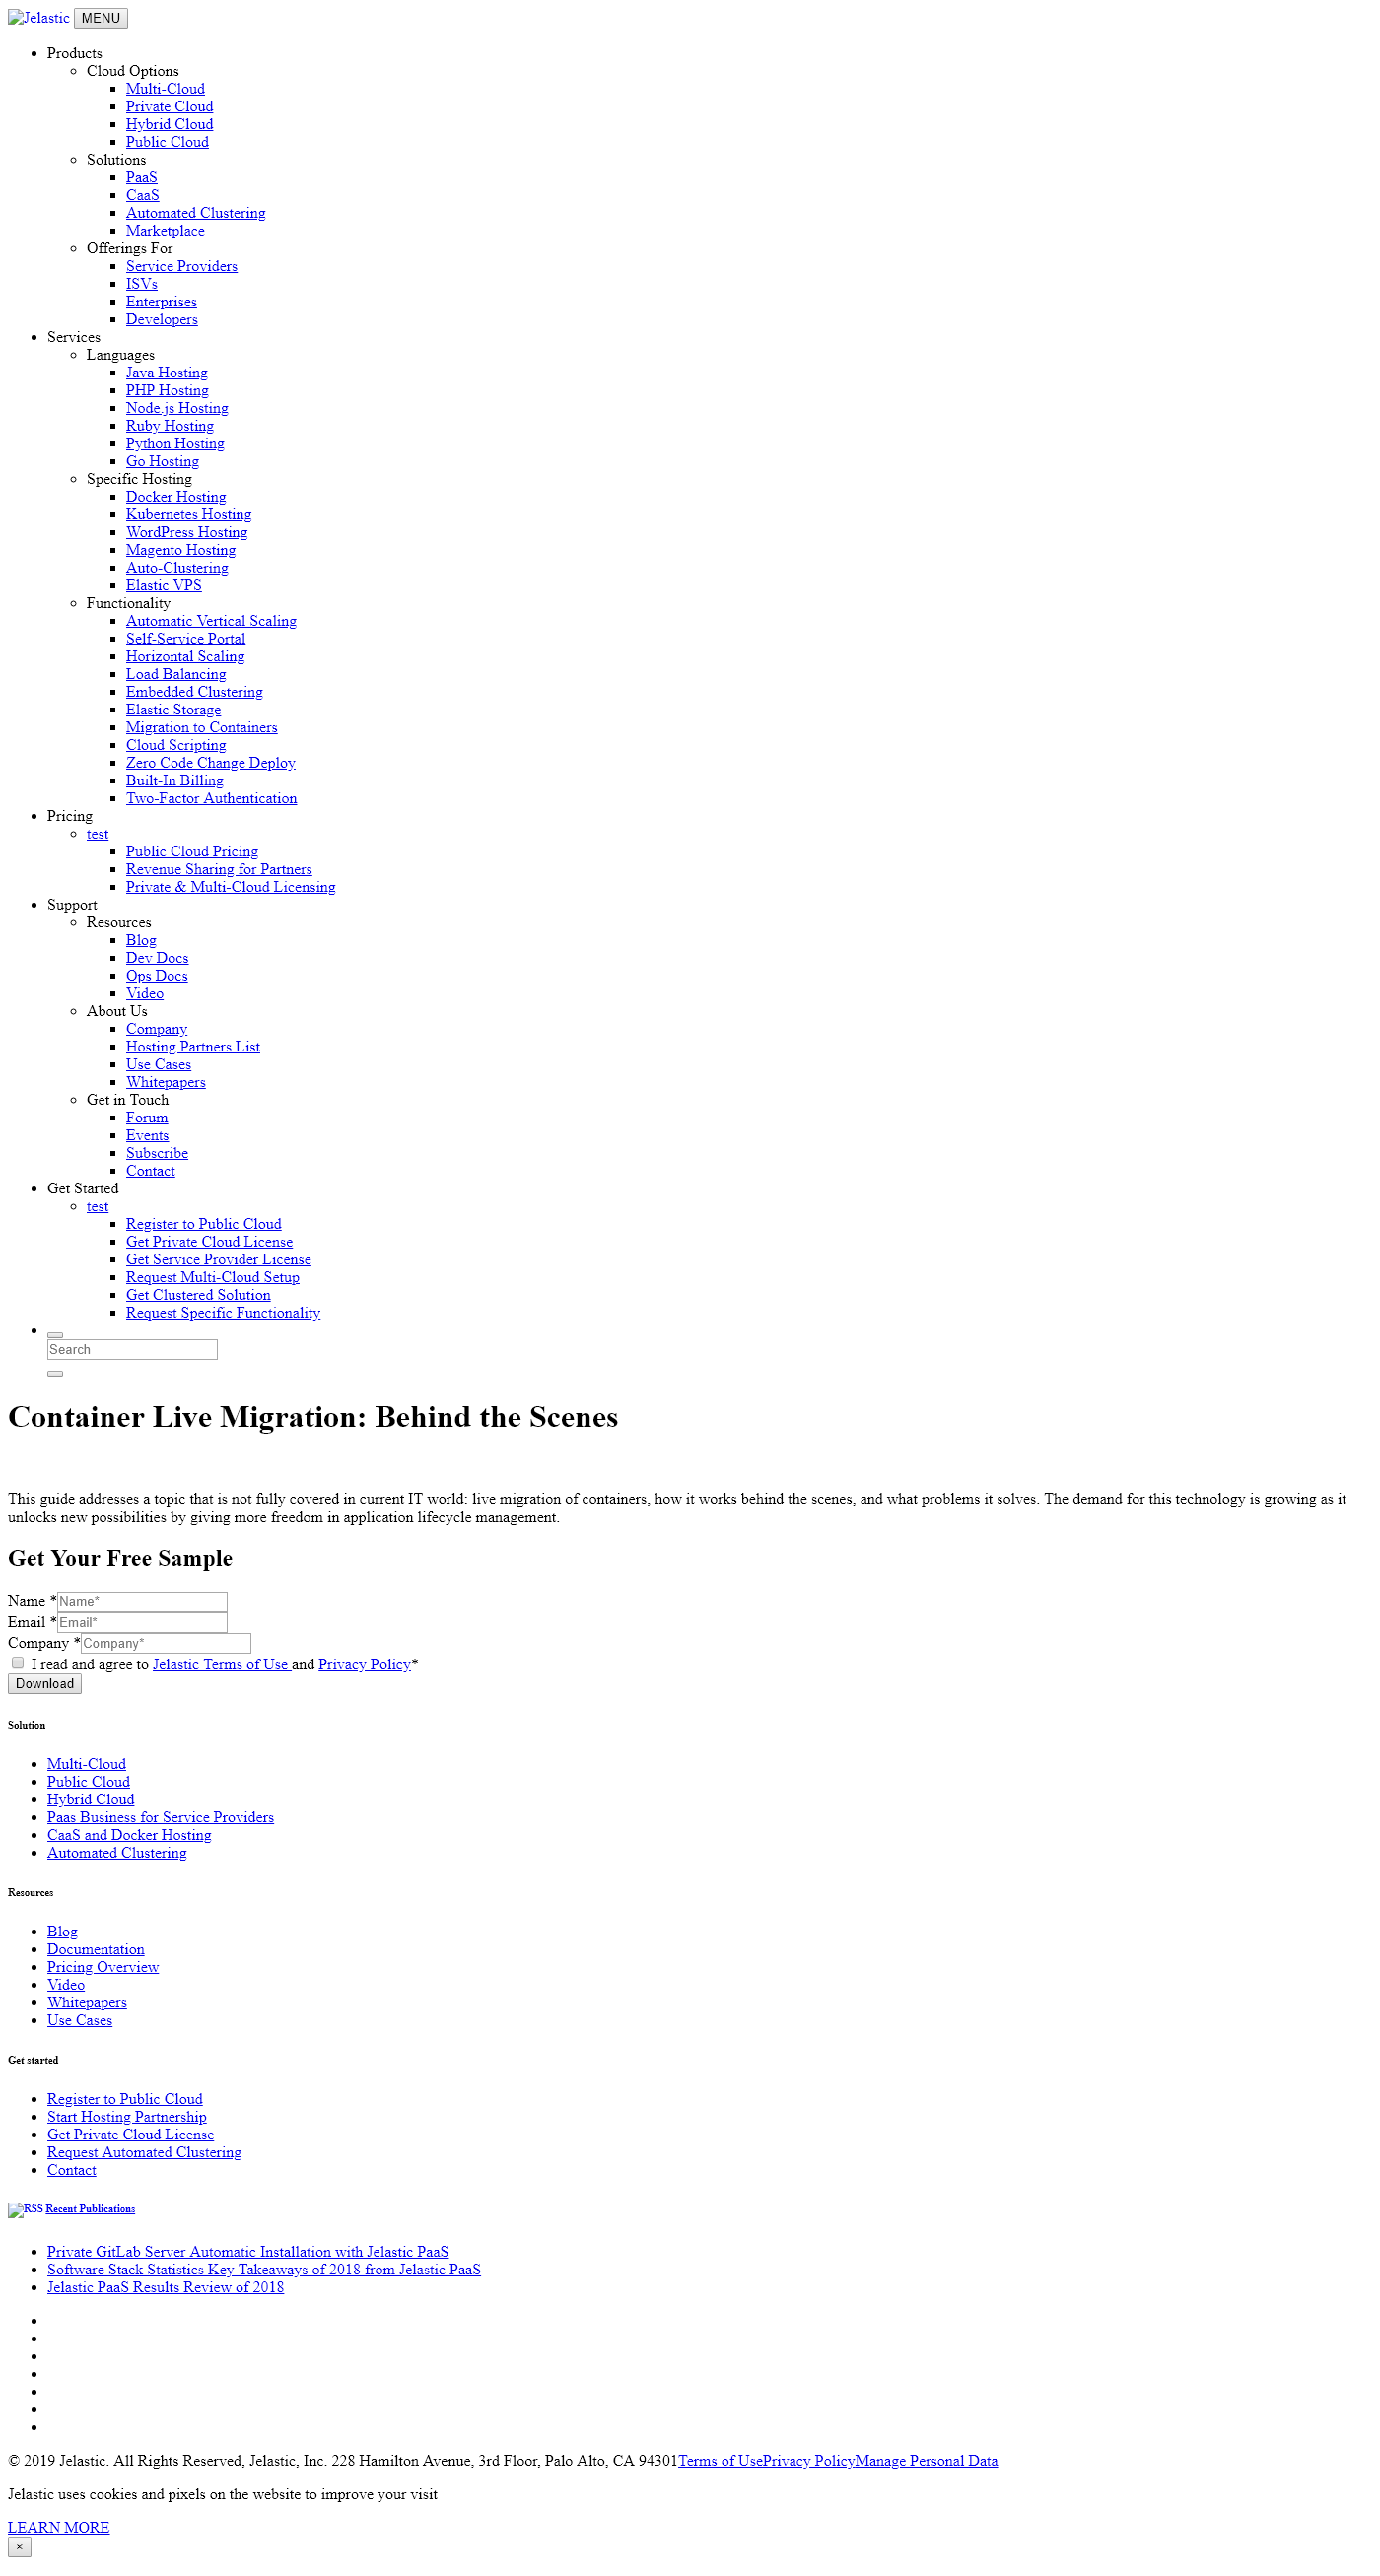 Jelastic MENU
Products
Cloud Options
Multi-Cloud
Private Cloud
Hybrid Cloud
Public Cloud
Solutions
PaaS
CaaS
Automated Clustering
Marketplace
Offerings For
Service Providers
ISVs
Enterprises
Developers
Services
Languages
Java Hosting
PHP Hosting
Node.js Hosting
Ruby Hosting
Python Hosting
Go Hosting
Specific Hosting
Docker Hosting
Kubernetes Hosting
WordPress Hosting
Magento Hosting
Auto-Clustering
Elastic VPS
Functionality
Automatic Vertical Scaling
Self-Service Portal
Horizontal Scaling
Load Balancing
Embedded Clustering
Elastic Storage
Migration to Containers
Cloud Scripting
Zero Code Change Deploy
Built-In Billing
Two-Factor Authentication
Pricing
test
Public Cloud Pricing
Revenue Sharing for Partners
Private & Multi-Cloud Licensing
Support
Resources
Blog
Dev Docs
Ops Docs
Video
About Us
Company
Hosting Partners List
Use Cases
Whitepapers
Get in Touch
Forum
Events
Subscribe
Contact
Get Started
test
Register to Public Cloud
Get Private Cloud License
Get Service Provider License
Request Multi-Cloud Setup
Get Clustered Solution
Request Specific Functionality
Search
Container Live Migration: Behind the Scenes
This guide addresses a topic that is not fully covered in current IT world: live migration of containers, how it works behind the scenes, and what problems it solves. The demand for this technology is growing as it
unlocks new possibilities by giving more freedom in application lifecycle management.
Get Your Free Sample
Name * Name*
Email * Email*
Company * Company*
I read and agree to Jelastic Terms of Use and Privacy Policy*
Download
Solution
Multi-Cloud
Public Cloud
Hybrid Cloud
Paas Business for Service Providers
CaaS and Docker Hosting
Automated Clustering
Resources
Blog
Documentation
Pricing Overview
Video
Whitepapers
Use Cases
Get started
Register to Public Cloud
Start Hosting Partnership
Get Private Cloud License
Request Automated Clustering
Contact
RSS Recent Publications
Private GitLab Server Automatic Installation with Jelastic PaaS
Software Stack Statistics Key Takeaways of 2018 from Jelastic PaaS
Jelastic PaaS Results Review of 2018
© 2019 Jelastic. All Rights Reserved, Jelastic, Inc. 228 Hamilton Avenue, 3rd Floor, Palo Alto, CA 94301Terms of UsePrivacy PolicyManage Personal Data
Jelastic uses cookies and pixels on the website to improve your visit
LEARN MORE
×